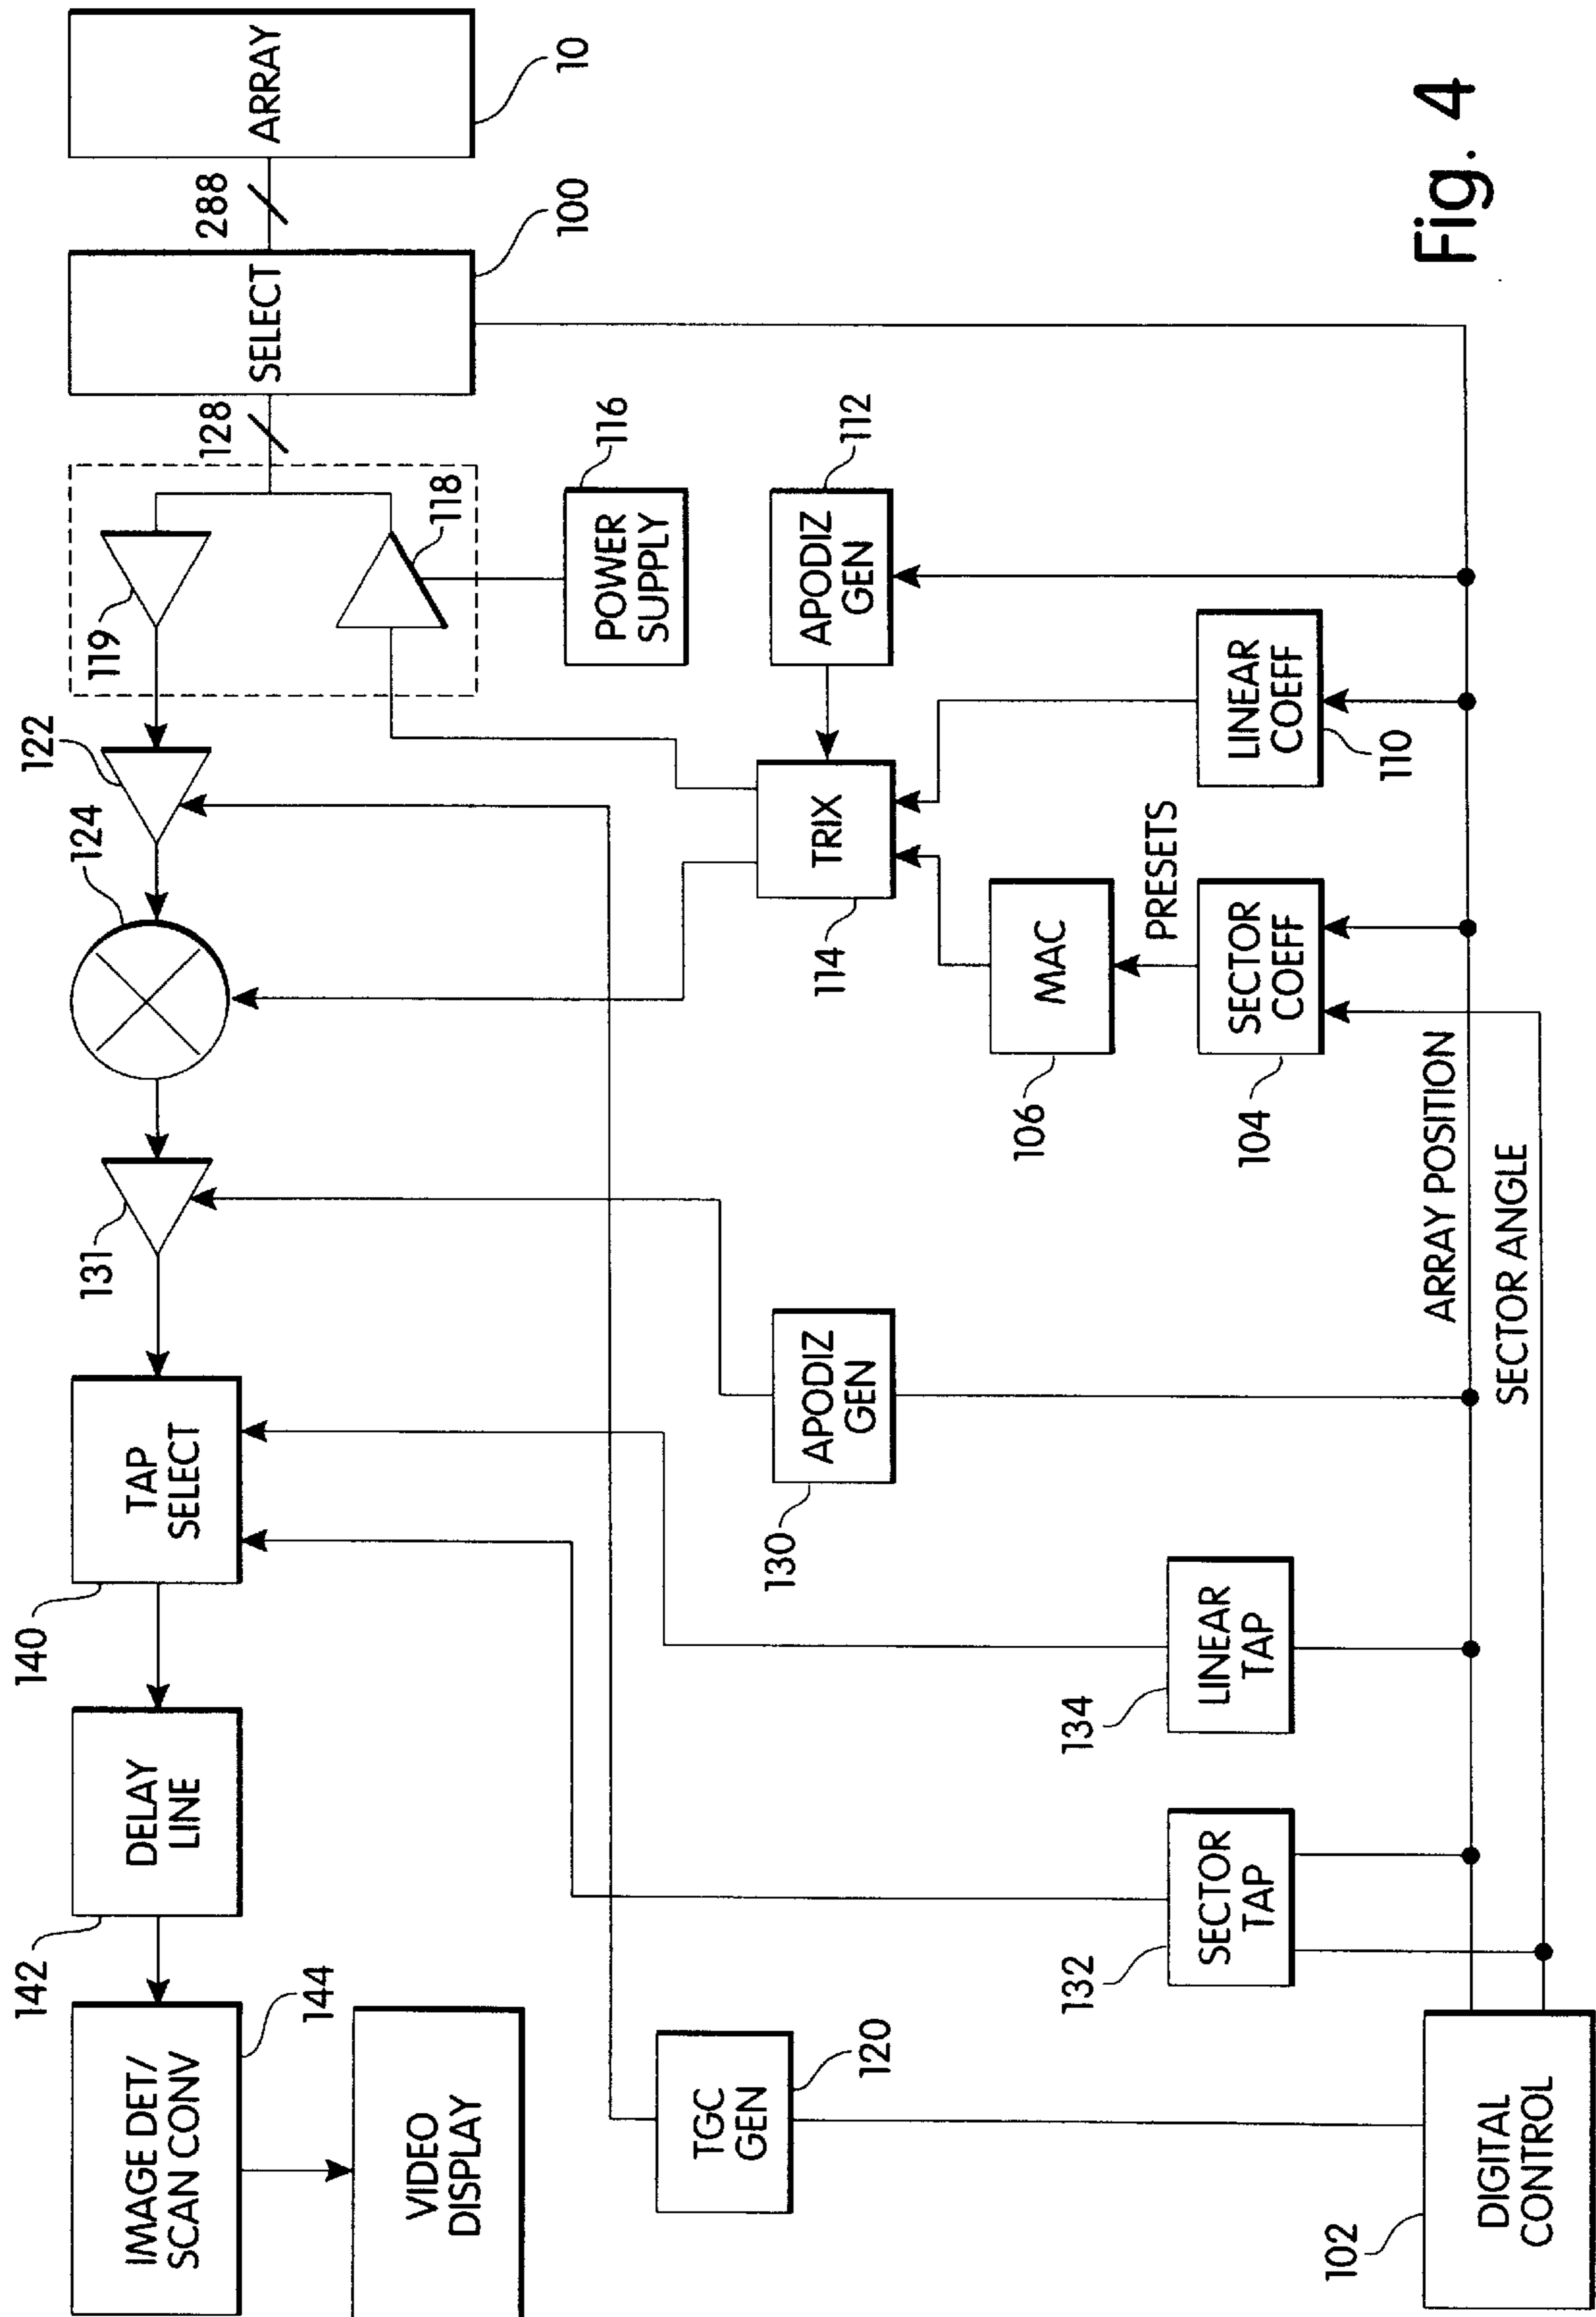 IMAGE DET/
SCAN CONV
144
VIDEO
DISPLAY
DELAY
LINE
142
TAP
SELECT
140
131
124
122
119
118
128
SELECT
100
288
ARRAY
10
POWER
SUPPLY
116
TGC
GEN
120
APODIZ
GEN
130
TRIX
114
APODIZ
GEN
112
MAC
106
PRESETS
SECTOR
TAP
132
LINEAR
TAP
134
SECTOR
COEFF
104
LINEAR
COEFF
110
DIGITAL
CONTROL
102
ARRAY POSITION
SECTOR ANGLE
Fig. 4